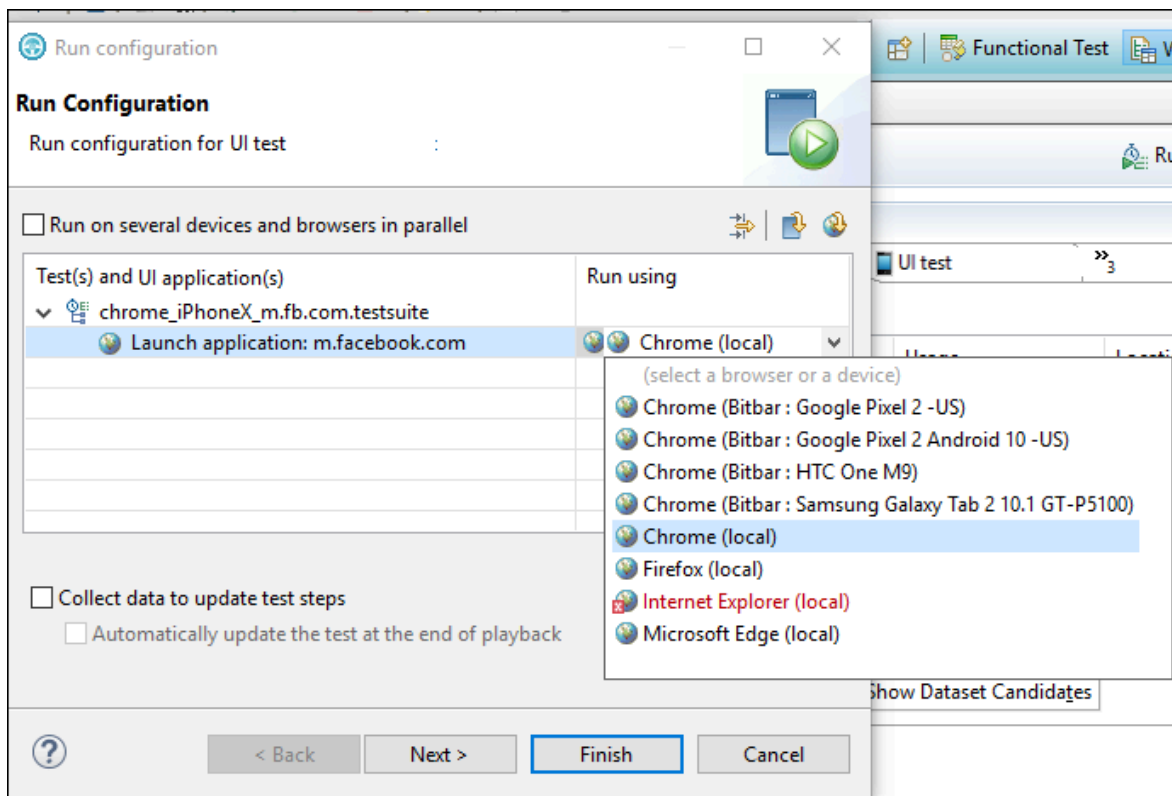 Run configuration
Functional Test
Run Configuration
Run configuration for UI test :
Run on several devices and browsers in parallel
UI test
»3
Test(s) and UI application(s) Run using
chrome_iPhoneX_m.fb.com.testsuite
Launch application: m.facebook.com Chrome (local)
(select a browser or a device)
Chrome (Bitbar : Google Pixel 2 -US)
Chrome (Bitbar : Google Pixel 2 Android 10 -US)
Chrome (Bitbar : HTC One M9)
Chrome (Bitbar : Samsung Galaxy Tab 2 10.1 GT-P5100)
Chrome (local)
Firefox (local)
Internet Explorer (local)
Microsoft Edge (local)
Collect data to update test steps
Automatically update the test at the end of playback
Show Dataset Candidates
< Back Next > Finish Cancel